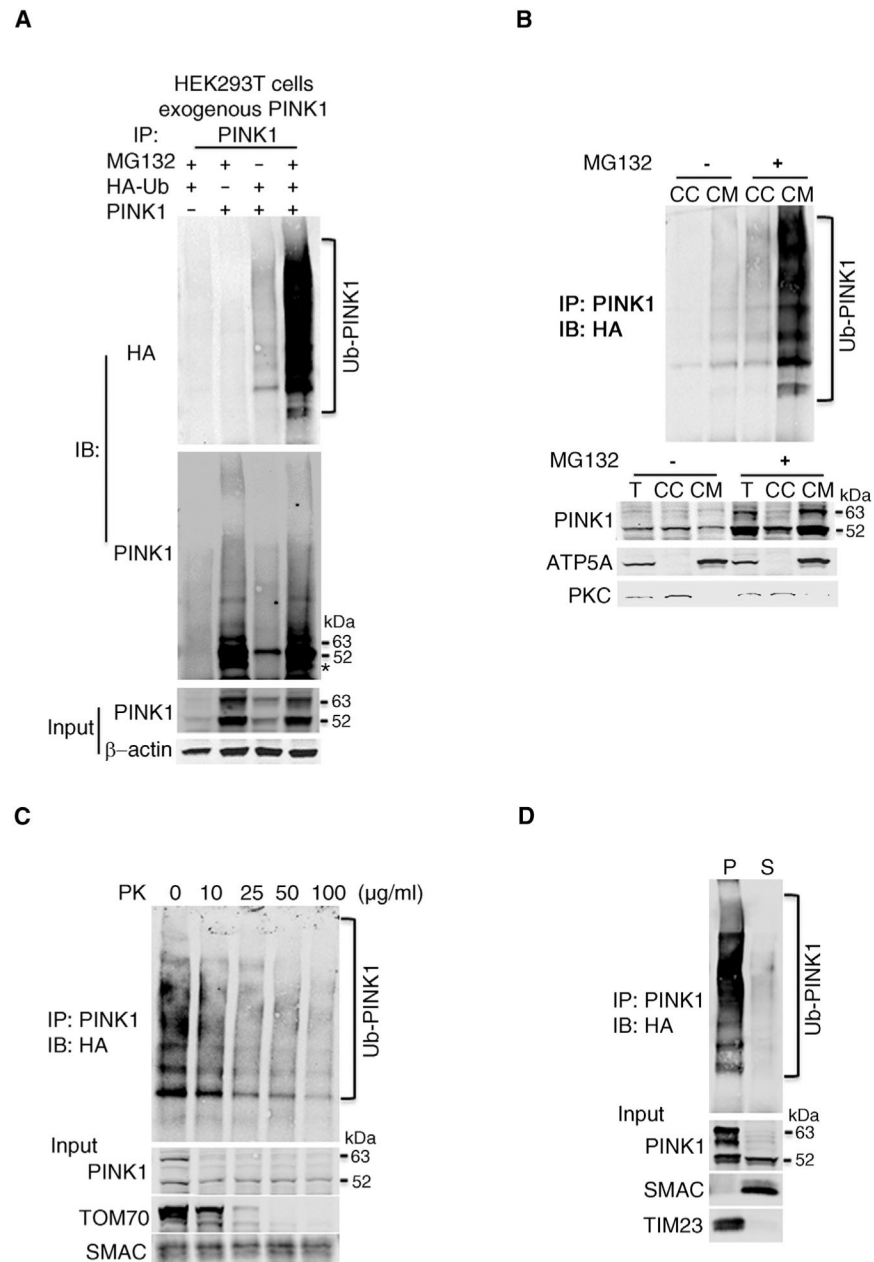 A
HEK293T cells
exogenous PINK1
IP: PINK1
MG132 + + – +
HA-Ub + – + +
PINK1 – + + +
HA
Ub-PINK1
IB:
PINK1
kDa
63
52
*
Input
PINK1
63
52
β–actin
B
MG132 - +
CC CM CC CM
IP: PINK1
IB: HA
Ub-PINK1
MG132 - +
T CC CM T CC CM kDa
PINK1
63
52
ATP5A
PKC
C
PK 0 10 25 50 100 (µg/ml)
IP: PINK1
IB: HA
Ub-PINK1
Input
kDa
PINK1
63
52
TOM70
SMAC
D
P S
IP: PINK1
IB: HA
Ub-PINK1
Input
kDa
PINK1
63
52
SMAC
TIM23